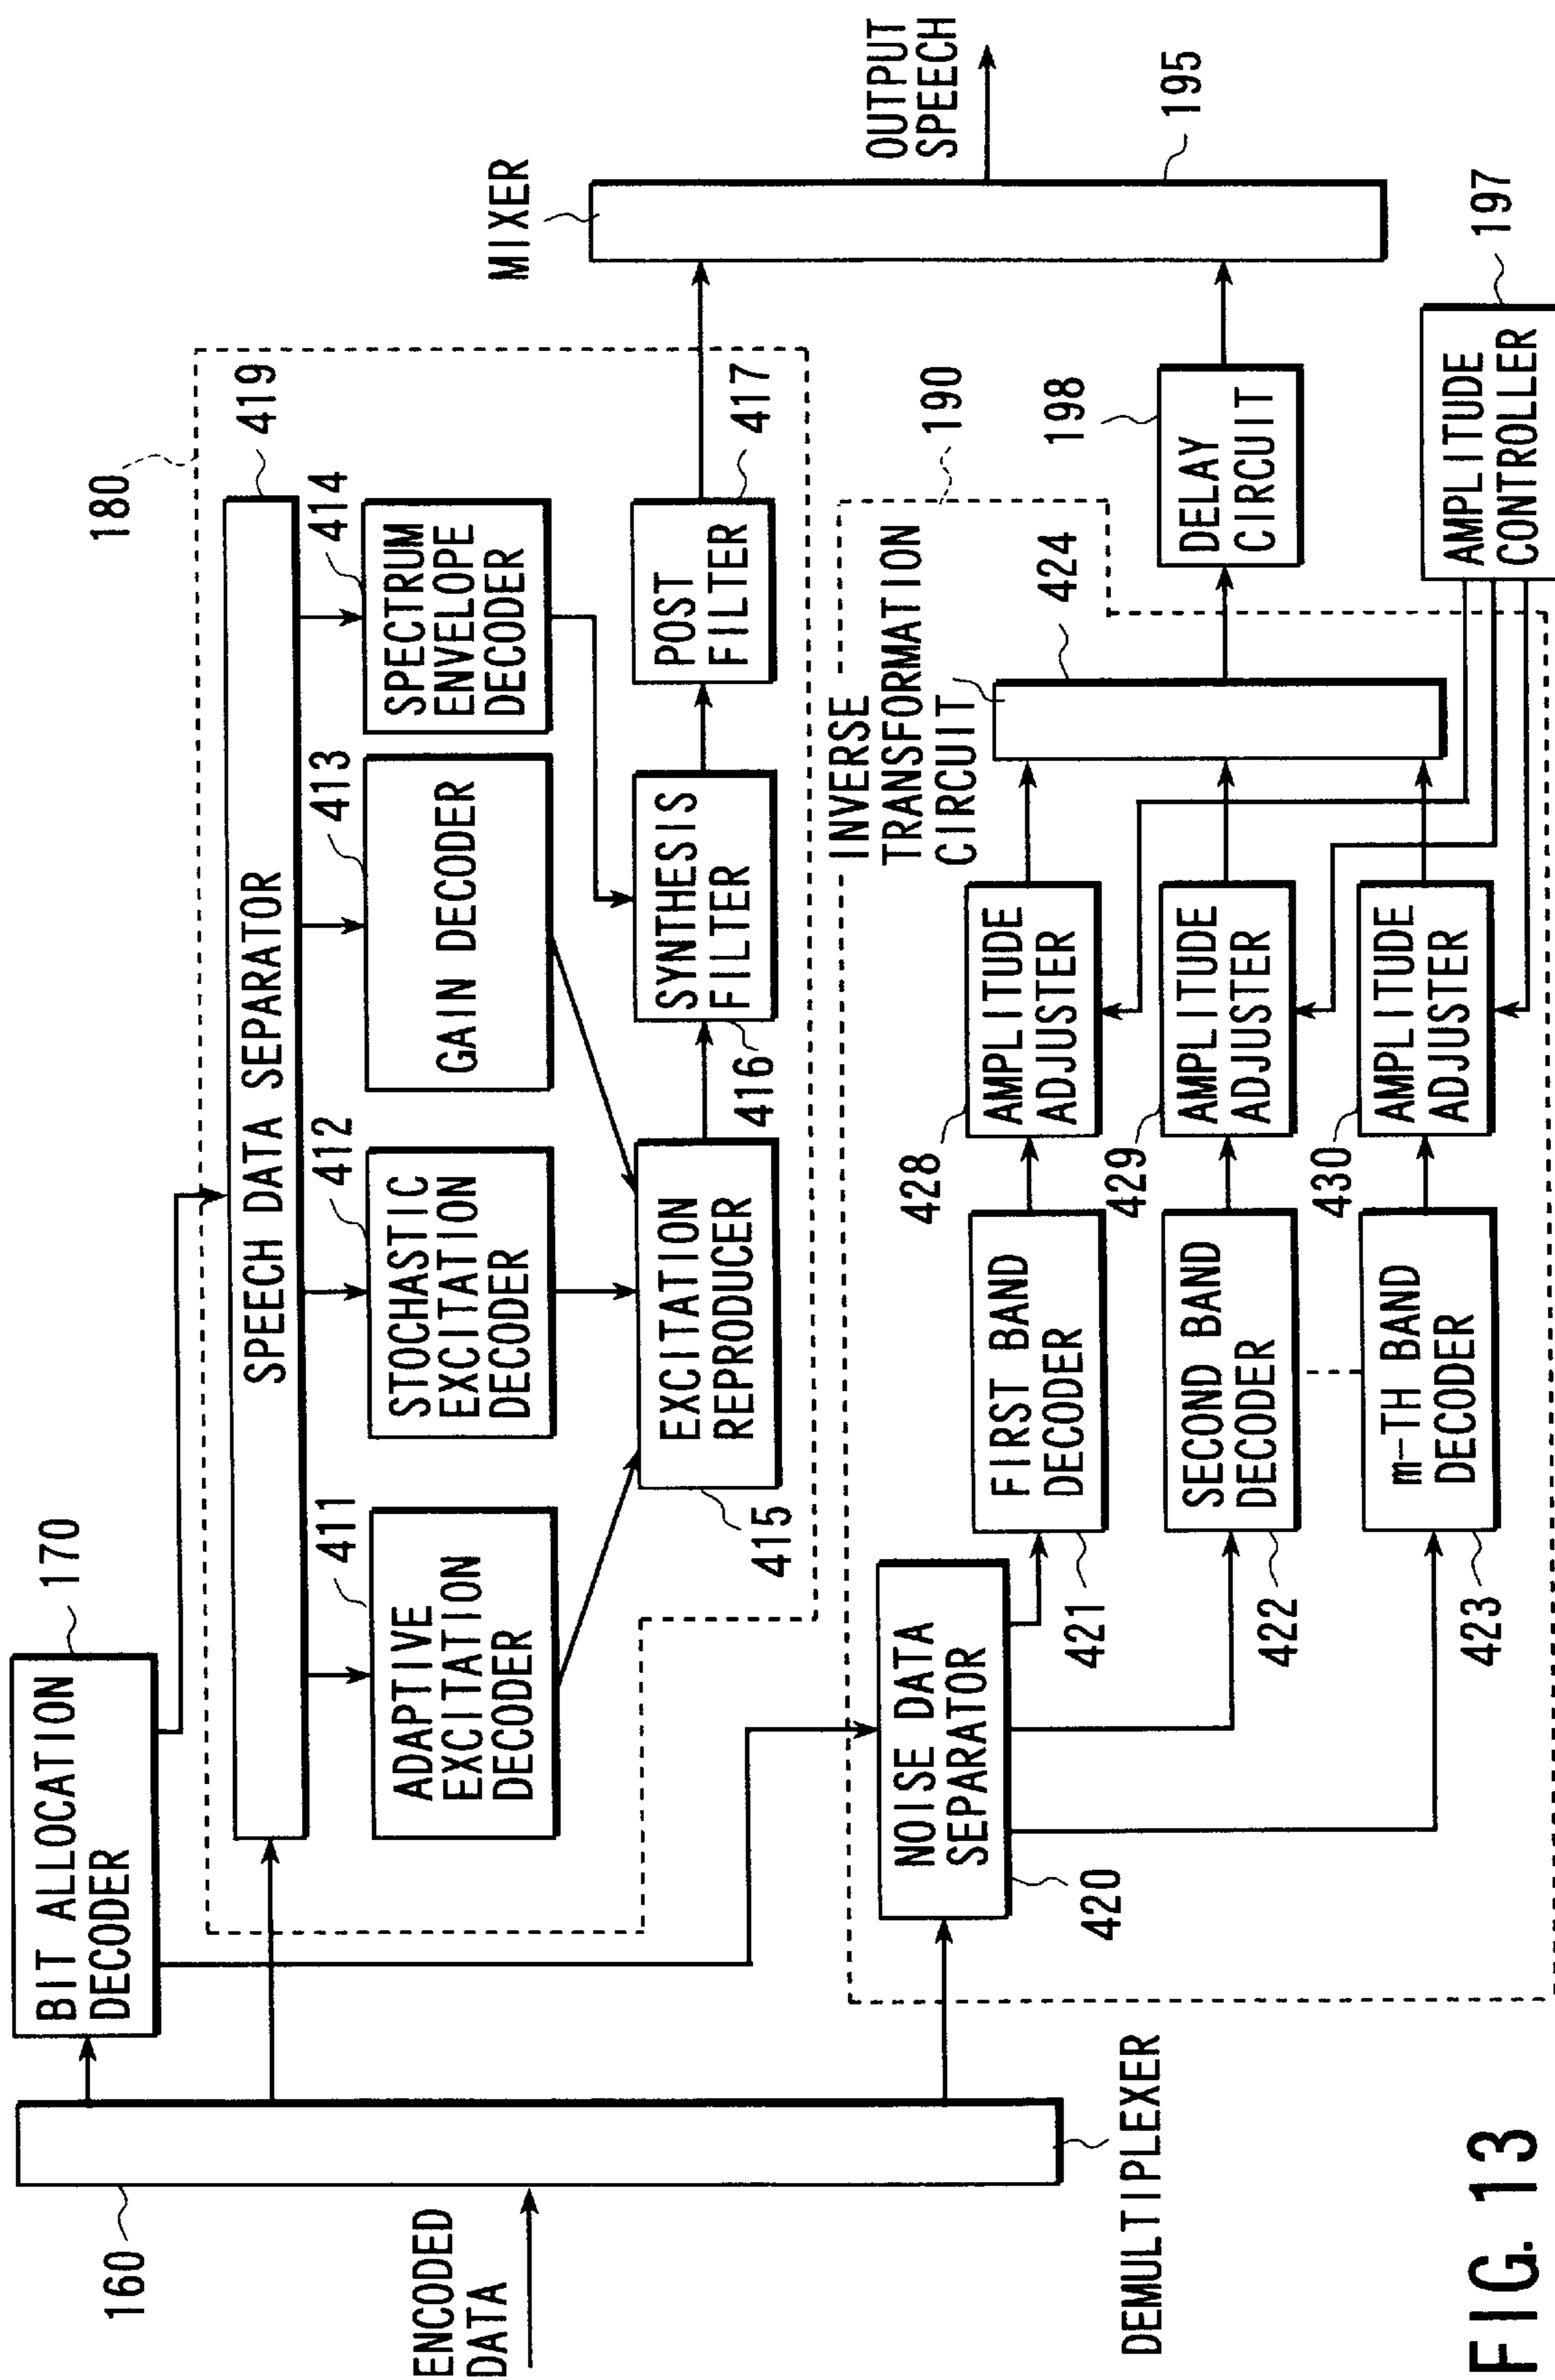 ENCODED
DATA
160
DEMULTIPLEXER
BIT ALLOCATION
DECODER
170
180
SPEECH DATA SEPARATOR
419
ADAPTIVE
EXCITATION
DECODER
411
STOCHASTIC
EXCITATION
DECODER
412
GAIN DECODER
413
SPECTRUM
ENVELOPE
DECODER
414
EXCITATION
REPRODUCER
415
SYNTHESIS
FILTER
416
POST
FILTER
417
MIXER
OUTPUT
SPEECH
195
NOISE DATA
SEPARATOR
420
FIRST BAND
DECODER
421
SECOND BAND
DECODER
422
m-TH BAND
DECODER
423
AMPLITUDE
ADJUSTER
428
AMPLITUDE
ADJUSTER
429
AMPLITUDE
ADJUSTER
430
INVERSE
TRANSFORMATION
CIRCUIT
424
190
DELAY
CIRCUIT
198
AMPLITUDE
CONTROLLER
197
FIG. 13